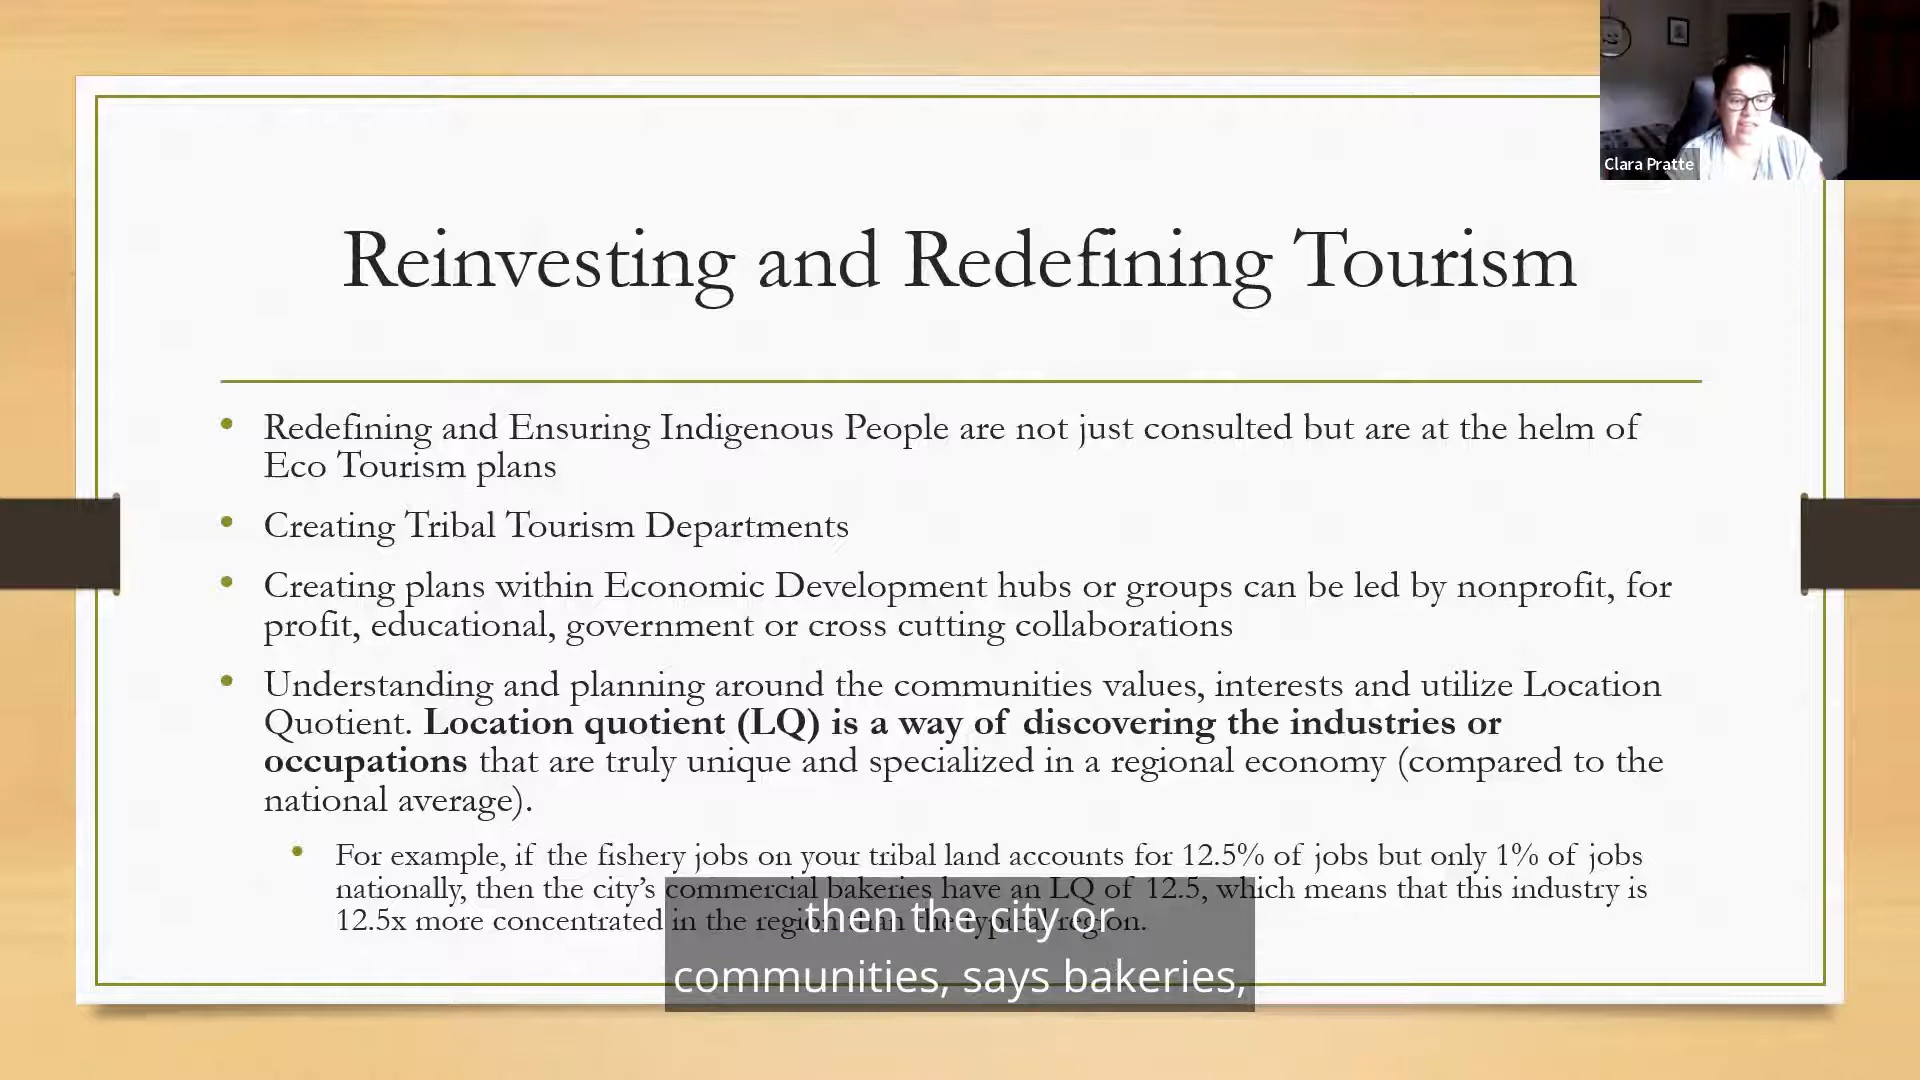 Clara Pratte
Reinvesting and Redefining Tourism
• Redefining and Ensuring Indigenous People are not just consulted but are at the helm of
Eco Tourism plans
• Creating Tribal Tourism Departments
• Creating plans within Economic Development hubs or groups can be led by nonprofit, for
profit, educational, government or cross cutting collaborations
• Understanding and planning around the communities values, interests and utilize Location
Quotient. Location quotient (LQ) is a way of discovering the industries or
occupations that are truly unique and specialized in a regional economy (compared to the
national average).
• For example, if the fishery jobs on your tribal land accounts for 12.5% of jobs but only 1% of jobs
nationally, then the city's commercial bakeries have an LQ of 12.5, which means that this industry is
12.5x more concentrated in the region than the typical region.
then the city or
communities, says bakeries,